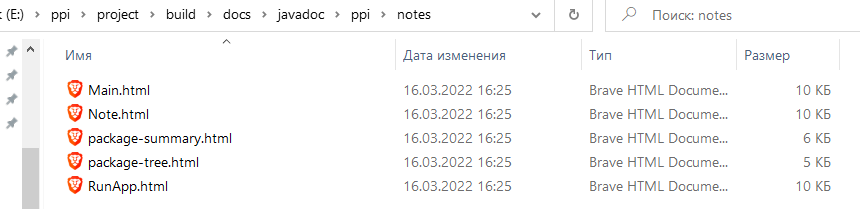 (E:) > ppi > project > build > docs > javadoc > ppi > notes Поиск: notes
Имя Дата изменения Тип Размер
Main.html 16.03.2022 16:25 Brave HTML Docume... 10 КБ
Note.html 16.03.2022 16:25 Brave HTML Docume... 10 КБ
package-summary.html 16.03.2022 16:25 Brave HTML Docume... 6 КБ
package-tree.html 16.03.2022 16:25 Brave HTML Docume... 5 КБ
RunApp.html 16.03.2022 16:25 Brave HTML Docume... 10 КБ